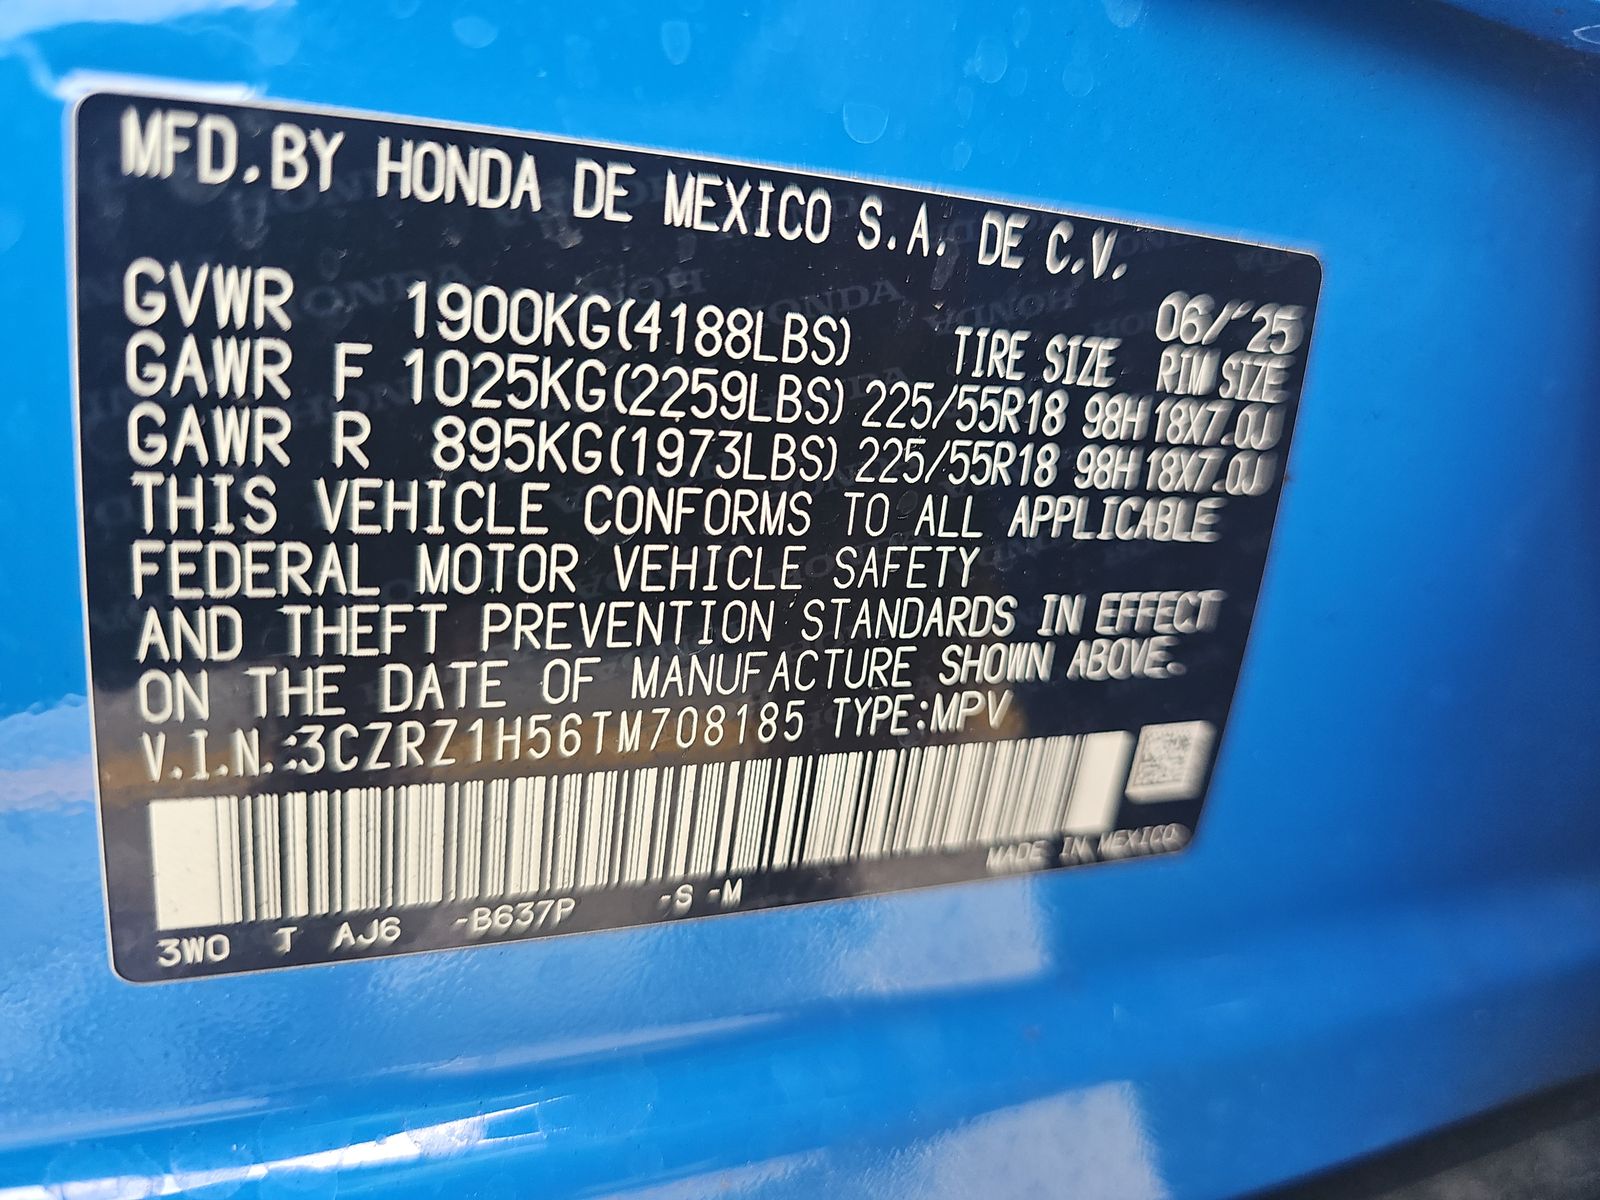 MFD.BY HONDA DE MEXICO S.A. DE C.V.
06/'25
GVWR 1900KG(4188LBS) TIRE SIZE RIM SIZE
GAWR F 1025KG(2259LBS) 225/55R18 98H 18X7.0J
GAWR R 895KG(1973LBS) 225/55R18 98H 18X7.0J
THIS VEHICLE CONFORMS TO ALL APPLICABLE
FEDERAL MOTOR VEHICLE SAFETY
AND THEFT PREVENTION STANDARDS IN EFFECT
ON THE DATE OF MANUFACTURE SHOWN ABOVE.
V.I.N.:3CZRZ1H56TM708185 TYPE:MPV
MADE IN MEXICO
3W0 T AJ6 -B637P -S -M